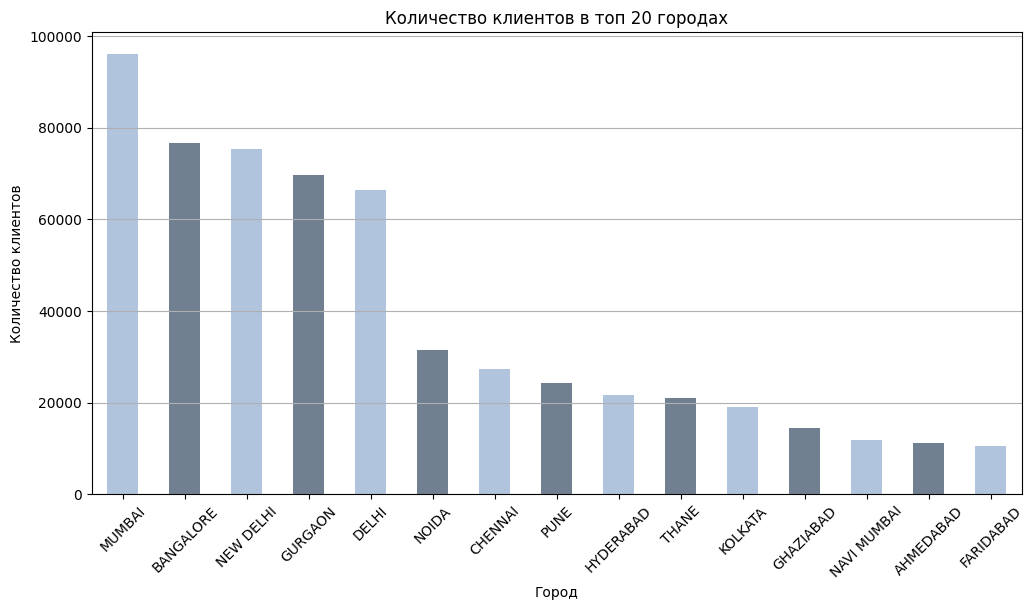 Количество клиентов в топ 20 городах
100000
80000
60000
40000
20000
0
Количество клиентов
MUMBAI
BANGALORE
NEW DELHI
GURGAON
DELHI
NOIDA
CHENNAI
PUNE
HYDERABAD
THANE
KOLKATA
GHAZIABAD
NAVI MUMBAI
AHMEDABAD
FARIDABAD
Город